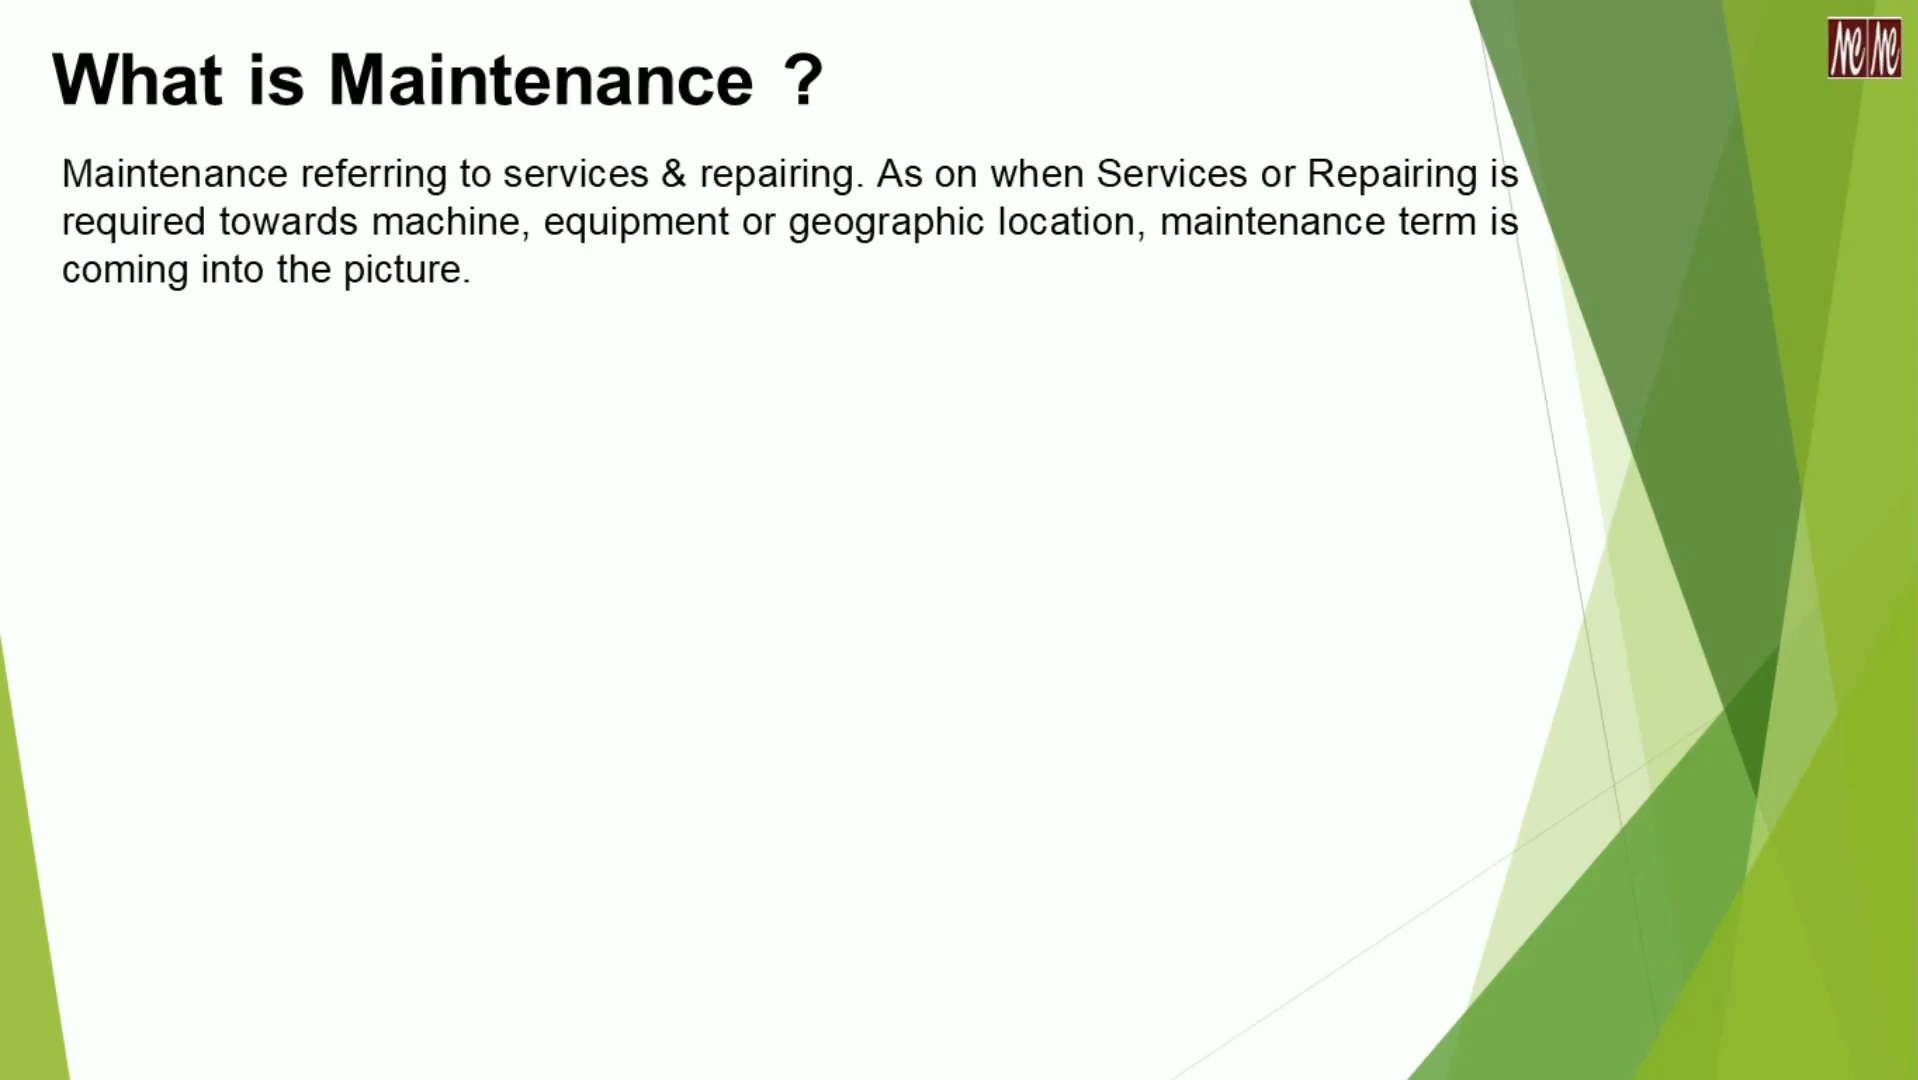 What is Maintenance ?
Maintenance referring to services & repairing. As on when Services or Repairing is
required towards machine, equipment or geographic location, maintenance term is
coming into the picture.